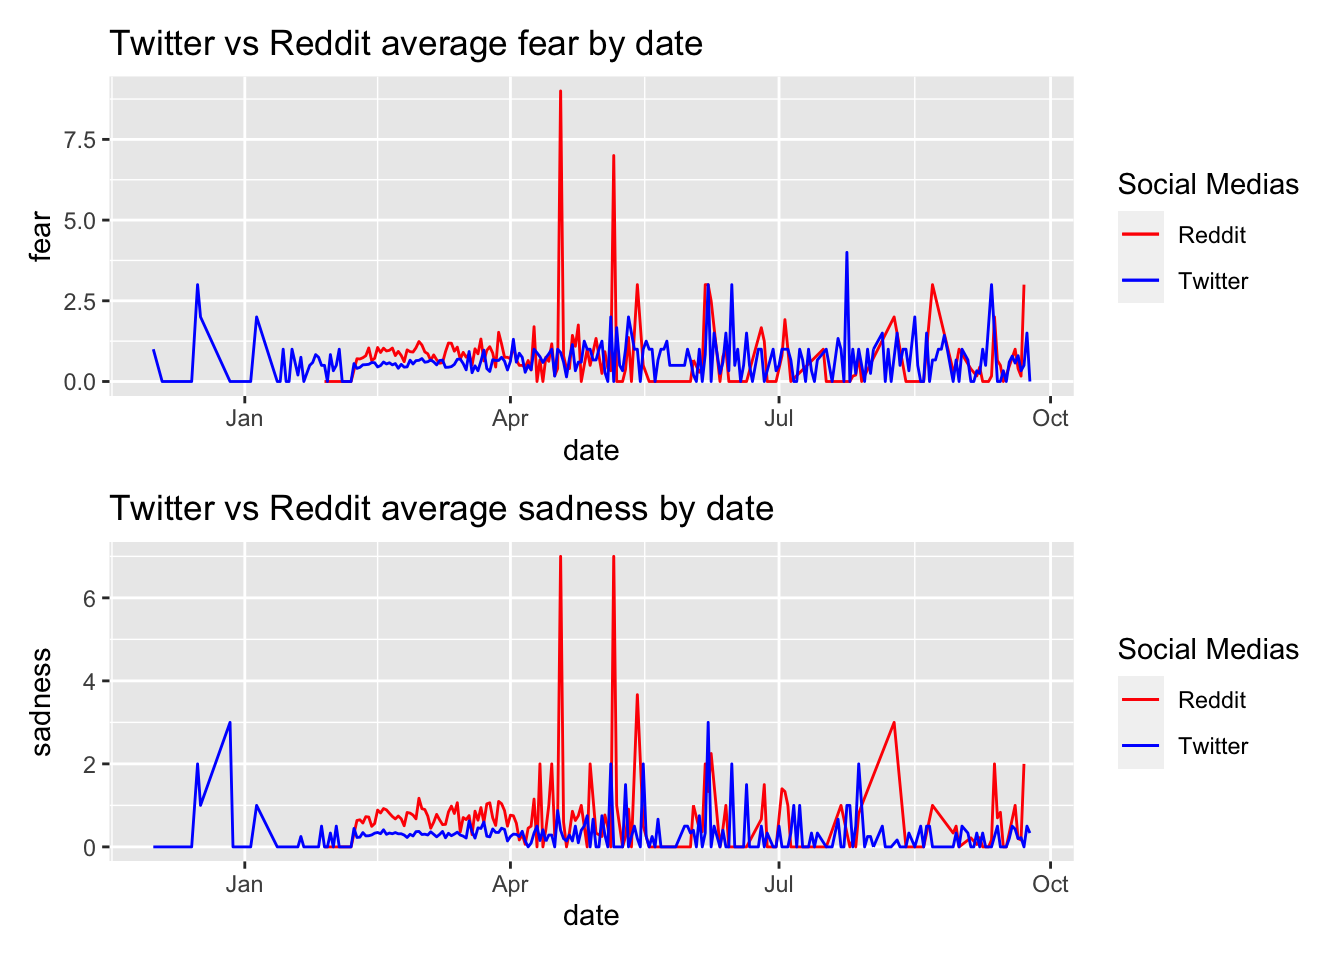 Twitter vs Reddit average fear by date
7.5
5.0
2.5
0.0
fear
Jan Apr Jul Oct
date
Social Medias
Reddit
Twitter
Twitter vs Reddit average sadness by date
6
4
2
0
sadness
Jan Apr Jul Oct
date
Social Medias
Reddit
Twitter